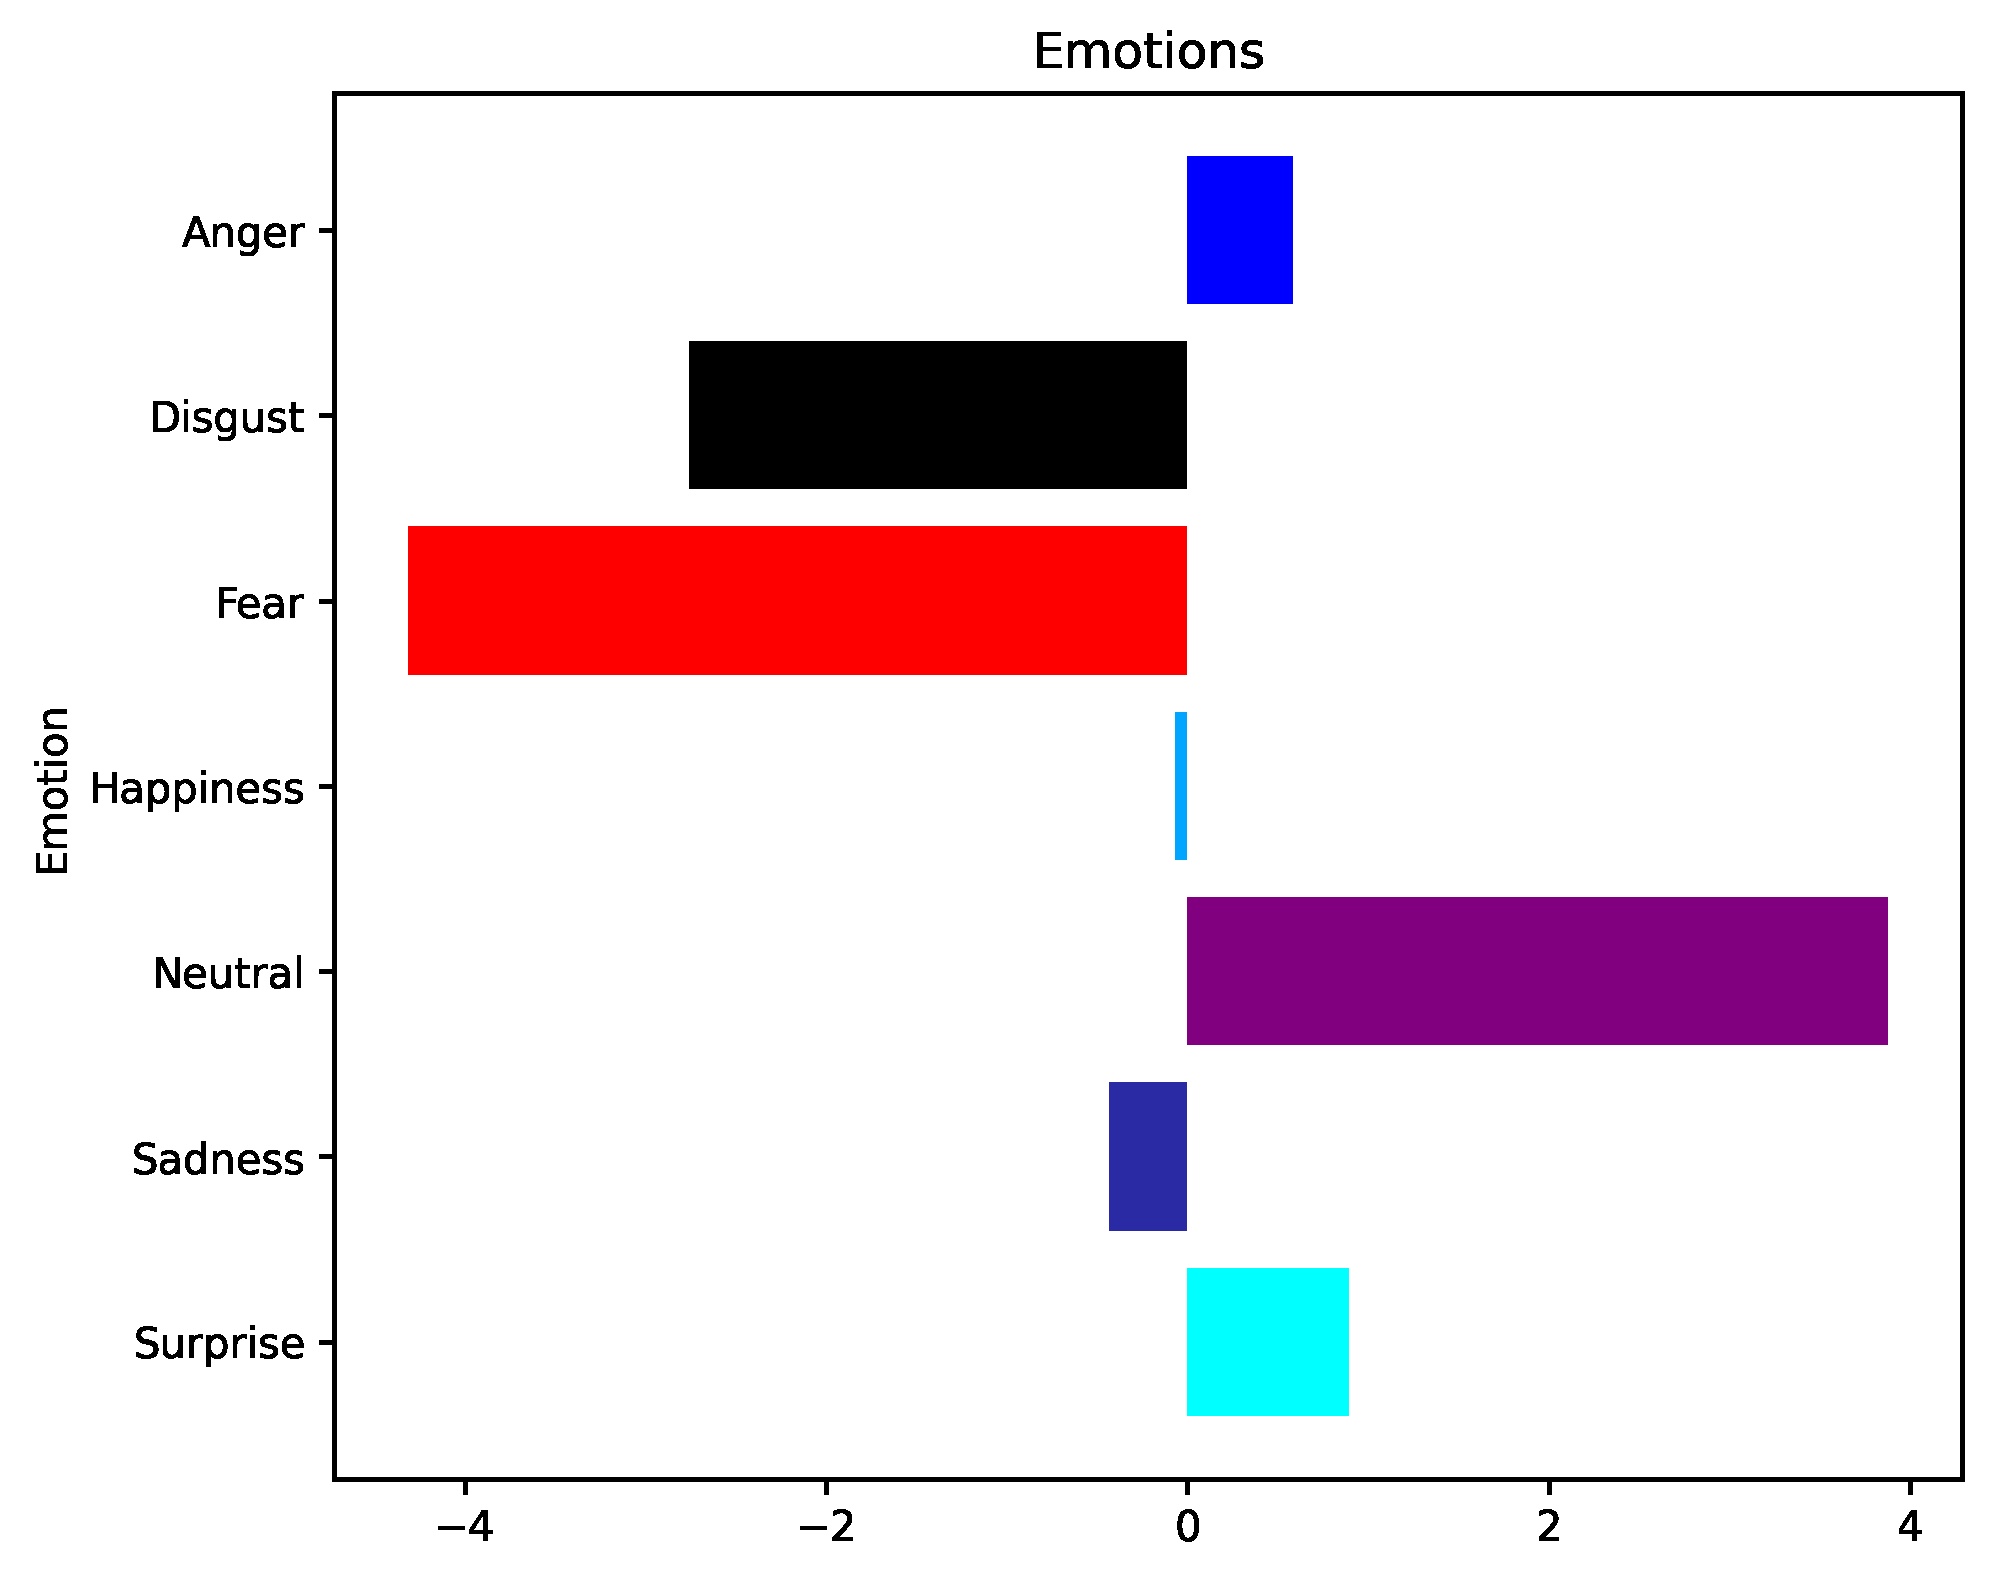 Emotions
Anger
Disgust
Fear
Happiness
Neutral
Sadness
Surprise
Emotion
−4 −2 0 2 4